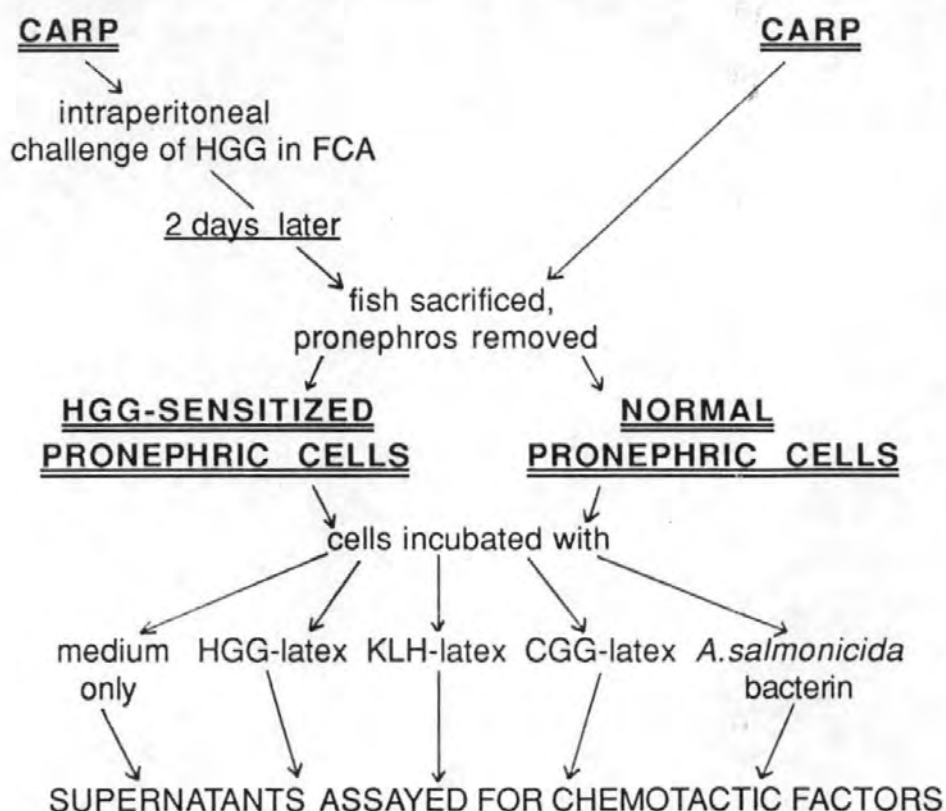 CARP
CARP
intraperitoneal
challenge of HGG in FCA
2 days later
fish sacrificed,
pronephros removed
HGG-SENSITIZED
PRONEPHRIC CELLS
NORMAL
PRONEPHRIC CELLS
cells incubated with
medium
only
HGG-latex
KLH-latex
CGG-latex
A.salmonicida
bacterin
SUPERNATANTS ASSAYED FOR CHEMOTACTIC FACTORS